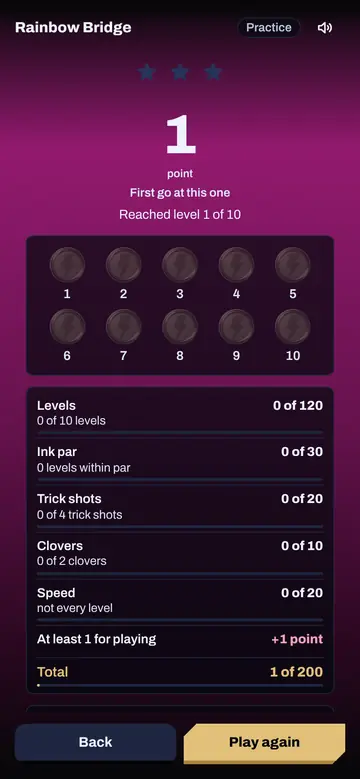 Rainbow Bridge
Practice
1
point
First go at this one
Reached level 1 of 10
1 2 3 4 5
6 7 8 9 10
Levels 0 of 120
0 of 10 levels
Ink par 0 of 30
0 levels within par
Trick shots 0 of 20
0 of 4 trick shots
Clovers 0 of 10
0 of 2 clovers
Speed 0 of 20
not every level
At least 1 for playing +1 point
Total 1 of 200
Back Play again